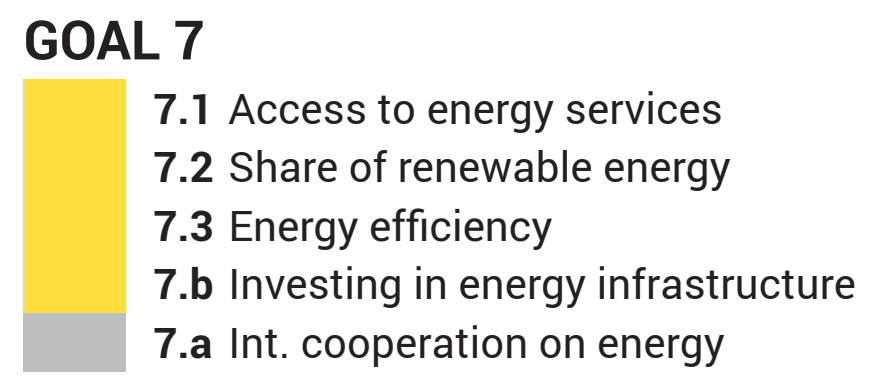 GOAL 7
7.1 Access to energy services
7.2 Share of renewable energy
7.3 Energy efficiency
7.b Investing in energy infrastructure
7.a Int. cooperation on energy